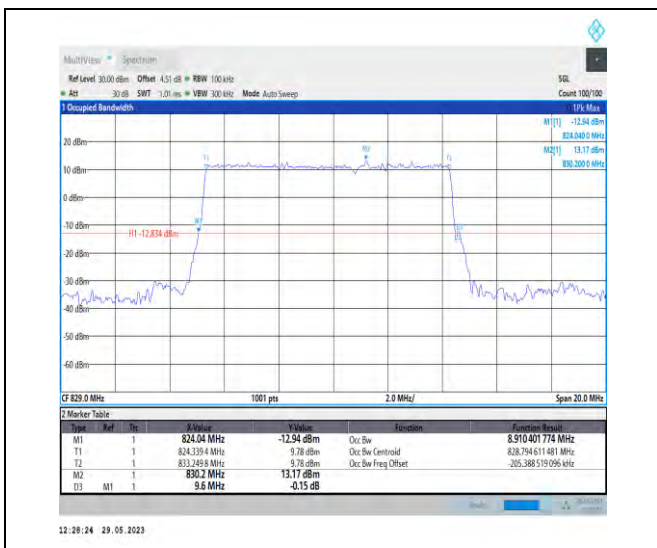 MultiView Spectrum
Ref Level 30.00 dBm Offset 4.51 dB RBW 100 kHz SGL
Att 30 dB SWT 1.01 ms VBW 300 kHz Mode Auto Sweep Count 100/100
1 Occupied Bandwidth 1Pk Max
M1[1] -12.94 dBm
824.040 0 MHz
20 dBm M2[1] 13.17 dBm
830.200 0 MHz
M2
T1 T2
10 dBm
0 dBm
-10 dBm
M1
H1 -12.834 dBm
-20 dBm
-30 dBm
-40 dBm
-50 dBm
-60 dBm
CF 829.0 MHz 1001 pts 2.0 MHz/ Span 20.0 MHz
2 Marker Table
Type Ref Trc X-Value Y-Value Function Function Result
M1 1 824.04 MHz -12.94 dBm Occ Bw 8.910 401 774 MHz
T1 1 824.339 4 MHz 9.78 dBm Occ Bw Centroid 828.794 611 481 MHz
T2 1 833.249 8 MHz 9.78 dBm Occ Bw Freq Offset -205.388 519 096 kHz
M2 1 830.2 MHz 13.17 dBm
D3 M1 1 9.6 MHz -0.15 dB
12:28:24 29.05.2023